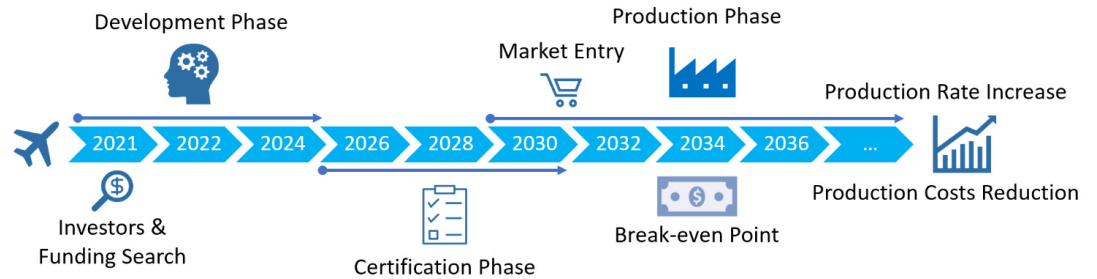 Development Phase
Production Phase
Market Entry
Production Rate Increase
2021 2022 2024 2026 2028 2030 2032 2034 2036 ...
$
$
Production Costs Reduction
Investors &
Funding Search
Break-even Point
Certification Phase